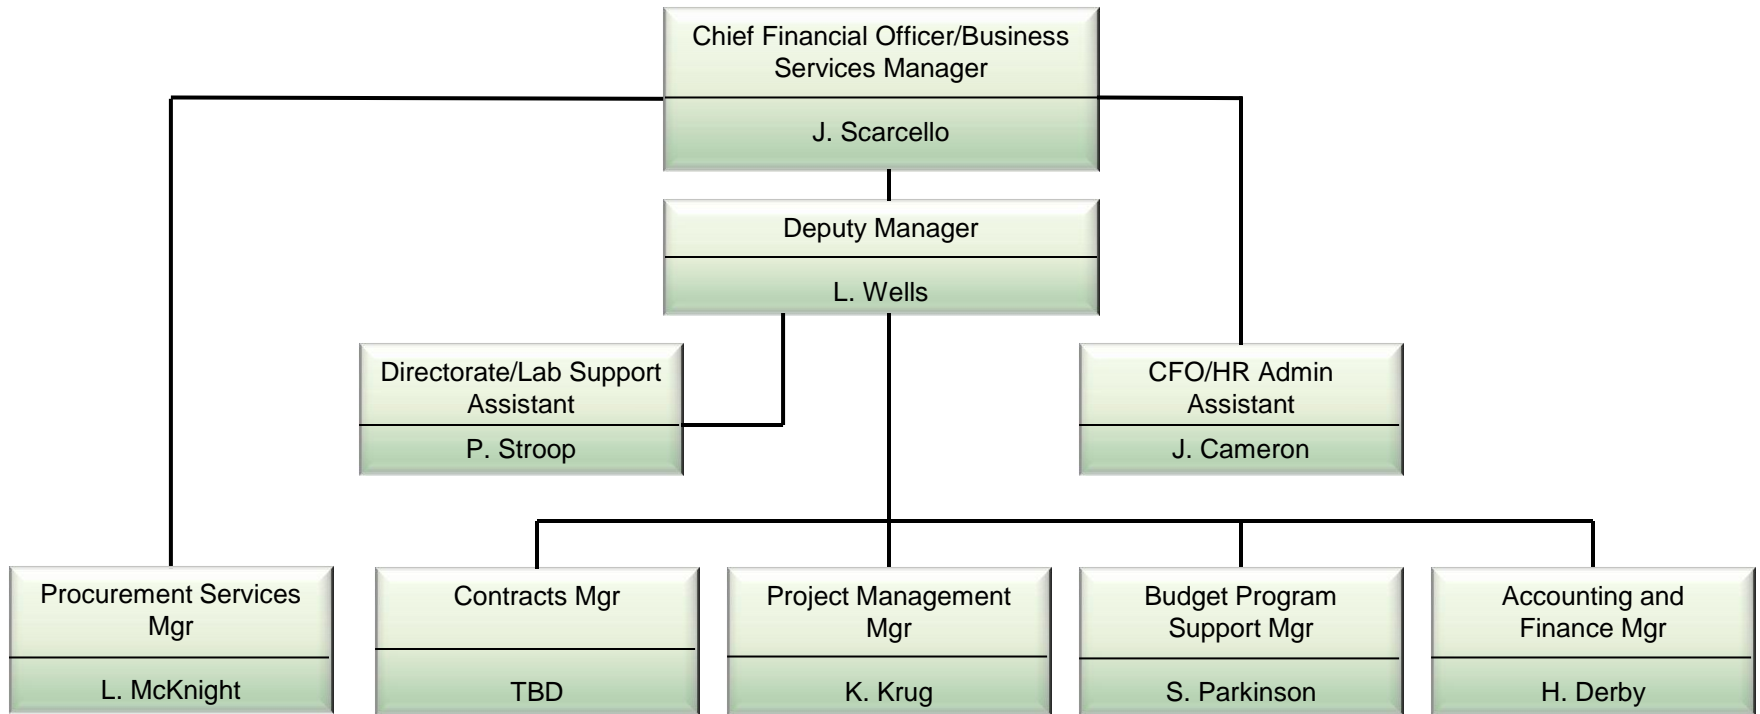 Chief Financial Officer/Business
Services Manager
J. Scarcello
Deputy Manager
L. Wells
Directorate/Lab Support
Assistant
P. Stroop
CFO/HR Admin
Assistant
J. Cameron
Procurement Services
Mgr
L. McKnight
Contracts Mgr
TBD
Project Management
Mgr
K. Krug
Budget Program
Support Mgr
S. Parkinson
Accounting and
Finance Mgr
H. Derby